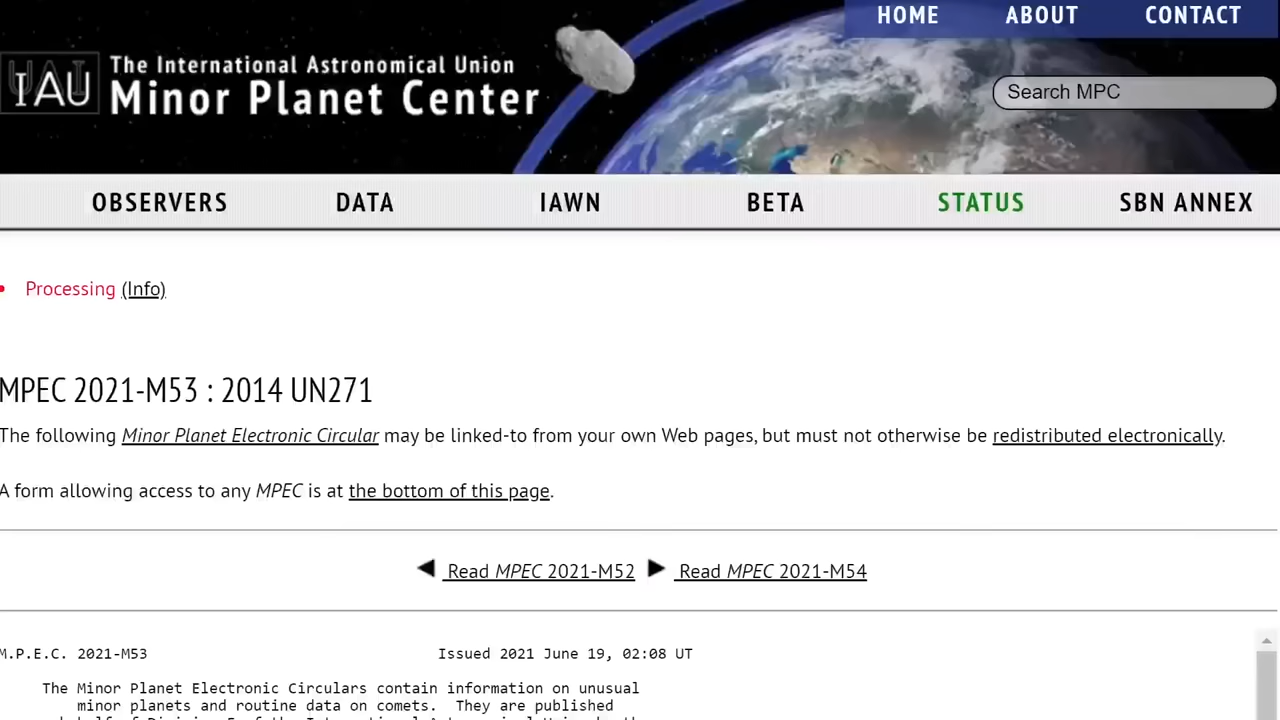 HOME ABOUT CONTACT
The International Astronomical Union
IAU Minor Planet Center
Search MPC
OBSERVERS DATA IAWN BETA STATUS SBN ANNEX
Processing (Info)
MPEC 2021-M53 : 2014 UN271
The following Minor Planet Electronic Circular may be linked-to from your own Web pages, but must not otherwise be redistributed electronically.
A form allowing access to any MPEC is at the bottom of this page.
Read MPEC 2021-M52 Read MPEC 2021-M54
M.P.E.C. 2021-M53 Issued 2021 June 19, 02:08 UT
The Minor Planet Electronic Circulars contain information on unusual
minor planets and routine data on comets. They are published